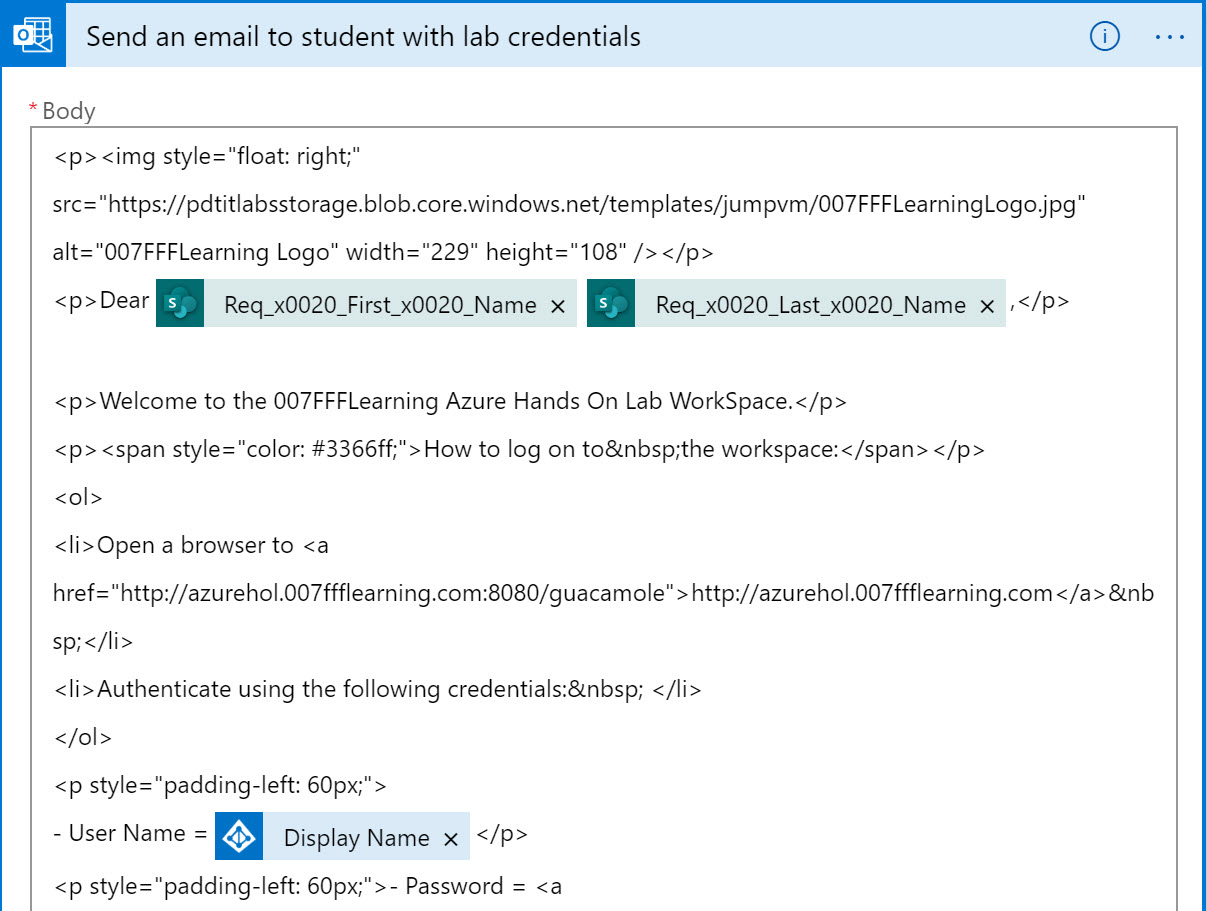 Send an email to student with lab credentials
* Body
<p><img style="float: right;"
src="https://pdtitlabsstorage.blob.core.windows.net/templates/jumpvm/007FFFLearningLogo.jpg"
alt="007FFFLearning Logo" width="229" height="108" /></p>
<p>Dear Req_x0020_First_x0020_Name × Req_x0020_Last_x0020_Name × ,</p>
<p>Welcome to the 007FFFLearning Azure Hands On Lab WorkSpace.</p>
<p><span style="color: #3366ff;">How to log on to&nbsp;the workspace:</span></p>
<ol>
<li>Open a browser to <a
href="http://azurehol.007ffflearning.com:8080/guacamole">http://azurehol.007ffflearning.com</a>&nb
sp;</li>
<li>Authenticate using the following credentials:&nbsp; </li>
</ol>
<p style="padding-left: 60px;">
- User Name = Display Name × </p>
<p style="padding-left: 60px;">- Password = <a